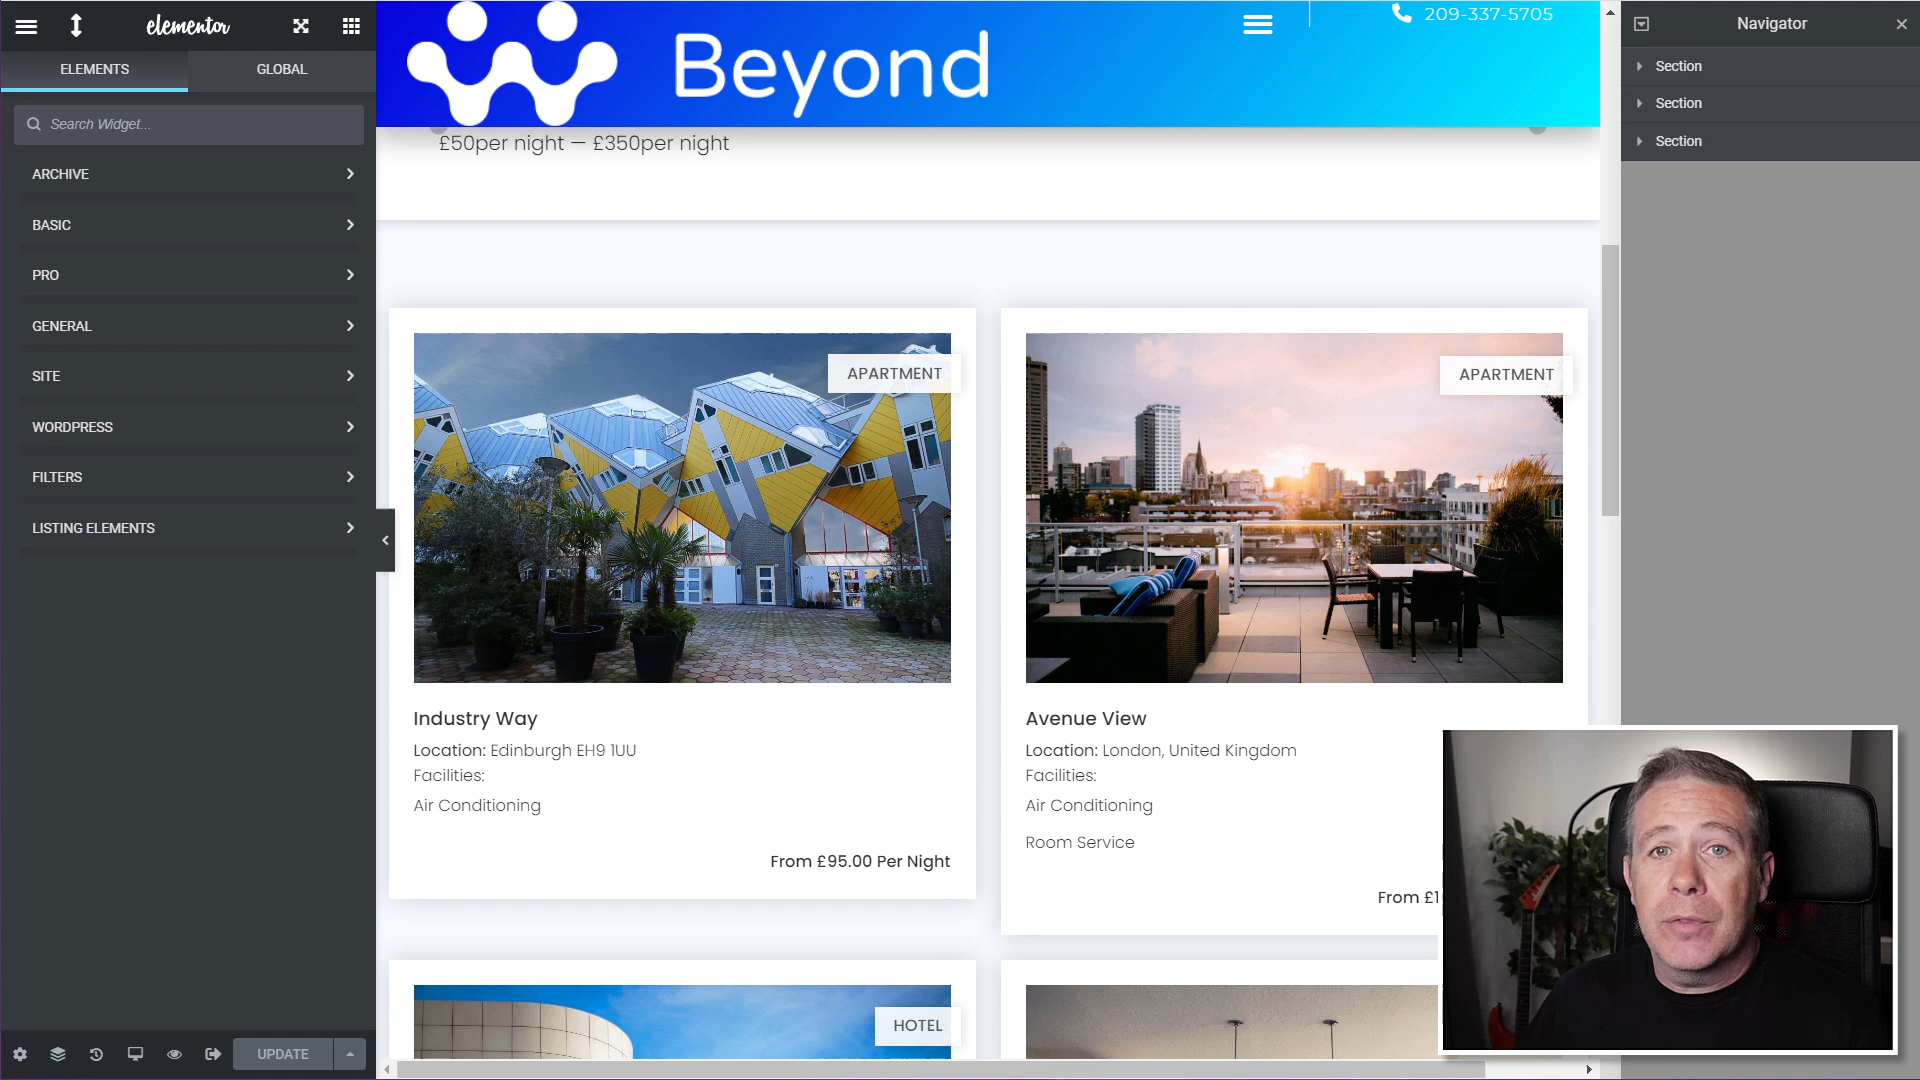 elementor
ELEMENTS
GLOBAL
Search Widget...
ARCHIVE
BASIC
PRO
GENERAL
SITE
WORDPRESS
FILTERS
LISTING ELEMENTS
UPDATE
Beyond
209-337-5705
£50per night — £350per night
APARTMENT
Industry Way
Location: Edinburgh EH9 1UU
Facilities:
Air Conditioning
From £95.00 Per Night
APARTMENT
Avenue View
Location: London, United Kingdom
Facilities:
Air Conditioning
Room Service
From £1
HOTEL
Navigator
Section
Section
Section